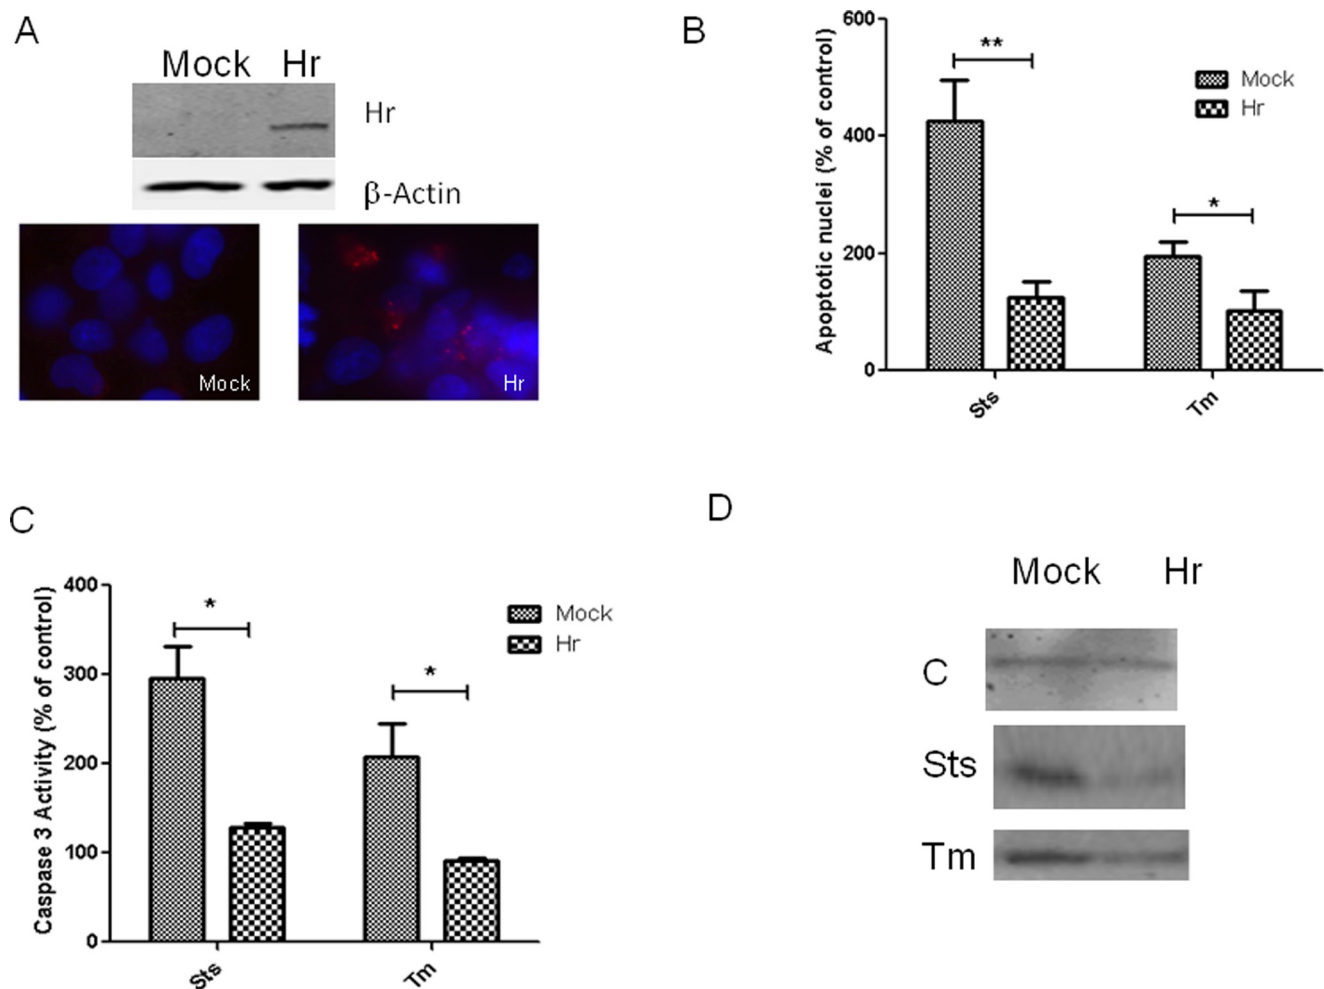 A
Mock Hr
Hr
β-Actin
Mock
Hr
B
Apoptotic nuclei (% of control)
600
400
200
0
**
*
Mock
Hr
Sts
Tm
C
Caspase 3 Activity (% of control)
400
300
200
100
0
*
*
Mock
Hr
Sts
Tm
D
Mock Hr
C
Sts
Tm